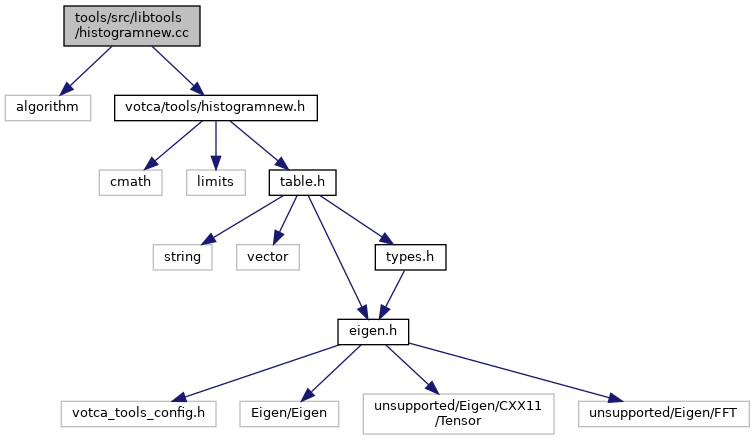 tools/src/libtools
/histogramnew.cc
algorithm
votca/tools/histogramnew.h
cmath
limits
table.h
string
vector
types.h
eigen.h
votca_tools_config.h
Eigen/Eigen
unsupported/Eigen/CXX11
/Tensor
unsupported/Eigen/FFT